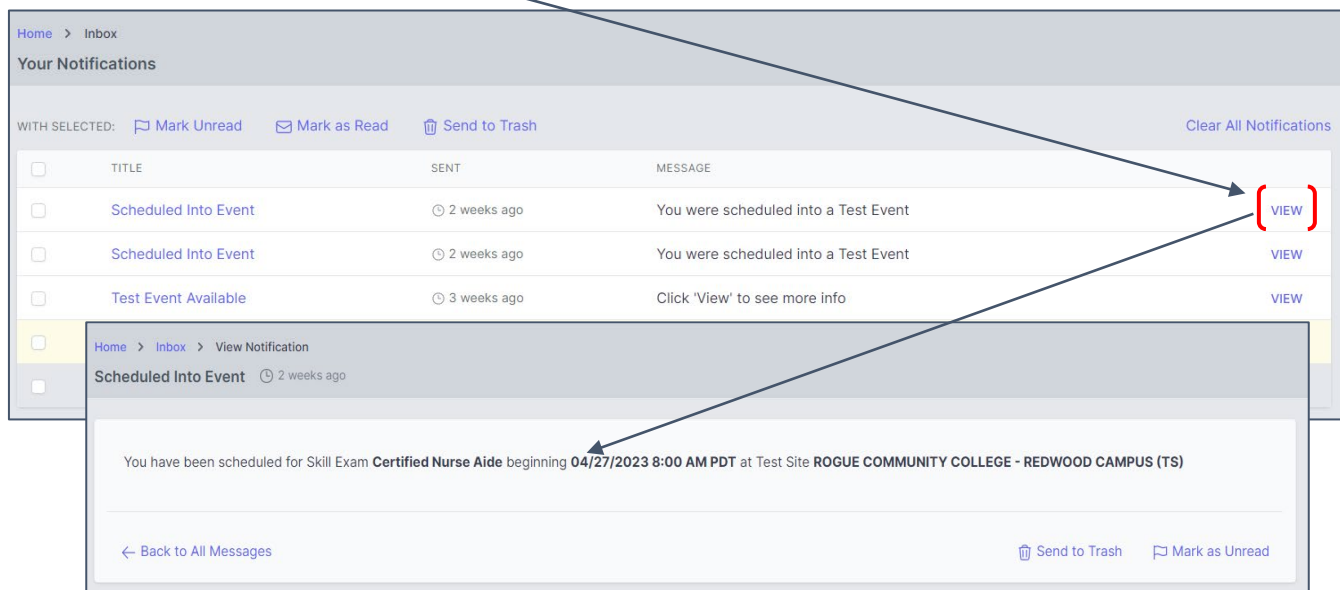 Home > Inbox
Your Notifications
WITH SELECTED: Mark Unread Mark as Read Send to Trash Clear All Notifications
TITLE SENT MESSAGE
Scheduled Into Event 2 weeks ago You were scheduled into a Test Event VIEW
Scheduled Into Event 2 weeks ago You were scheduled into a Test Event VIEW
Test Event Available 3 weeks ago Click 'View' to see more info VIEW
Home > Inbox > View Notification
Scheduled Into Event 2 weeks ago
You have been scheduled for Skill Exam Certified Nurse Aide beginning 04/27/2023 8:00 AM PDT at Test Site ROGUE COMMUNITY COLLEGE - REDWOOD CAMPUS (TS)
← Back to All Messages Send to Trash Mark as Unread